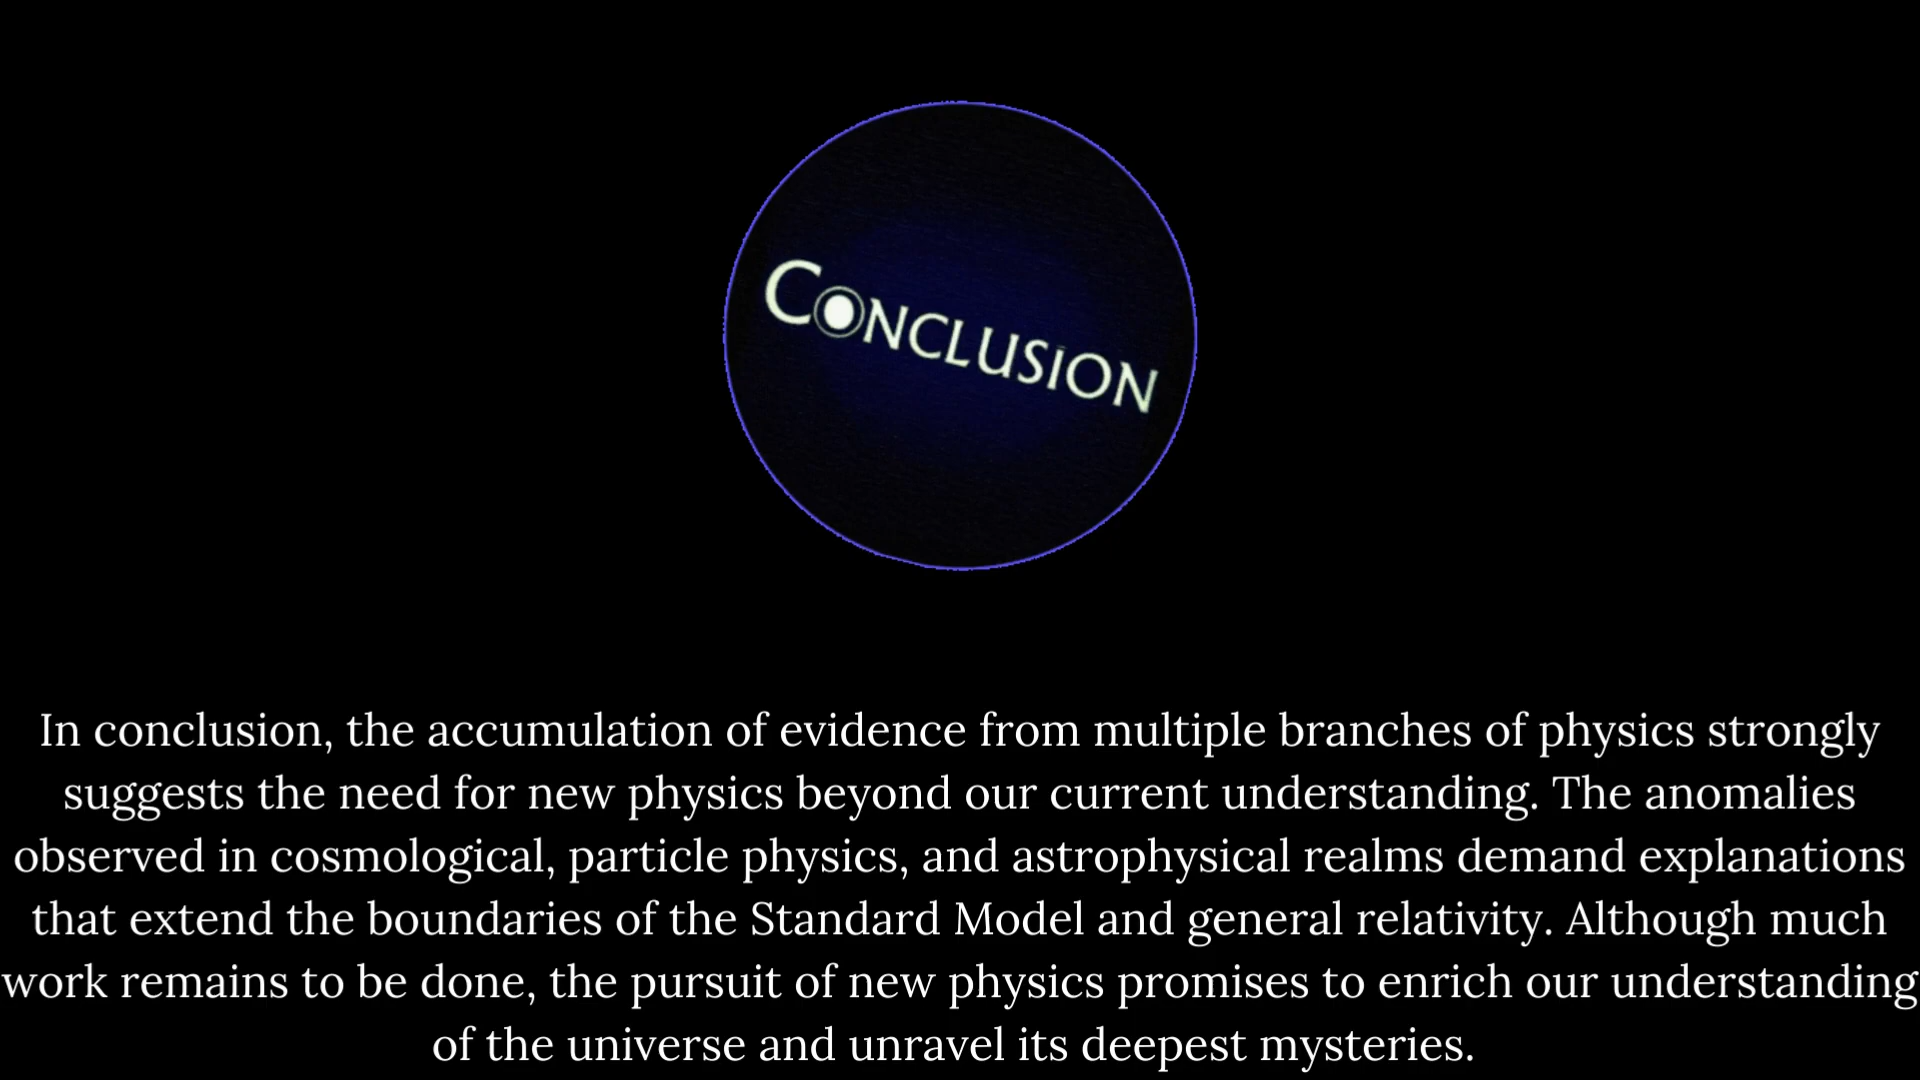 CONCLUSION
In conclusion, the accumulation of evidence from multiple branches of physics strongly
suggests the need for new physics beyond our current understanding. The anomalies
observed in cosmological, particle physics, and astrophysical realms demand explanations
that extend the boundaries of the Standard Model and general relativity. Although much
work remains to be done, the pursuit of new physics promises to enrich our understanding
of the universe and unravel its deepest mysteries.